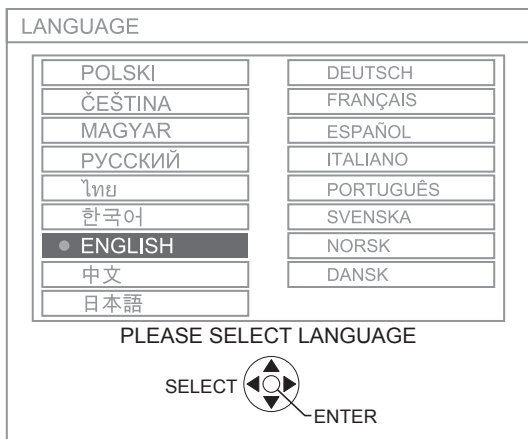 LANGUAGE
POLSKI
ČEŠTINA
MAGYAR
РУССКИЙ
ไทย
한국어
ENGLISH
中文
日本語
DEUTSCH
FRANÇAIS
ESPAÑOL
ITALIANO
PORTUGUÊS
SVENSKA
NORSK
DANSK
PLEASE SELECT LANGUAGE
SELECT
ENTER